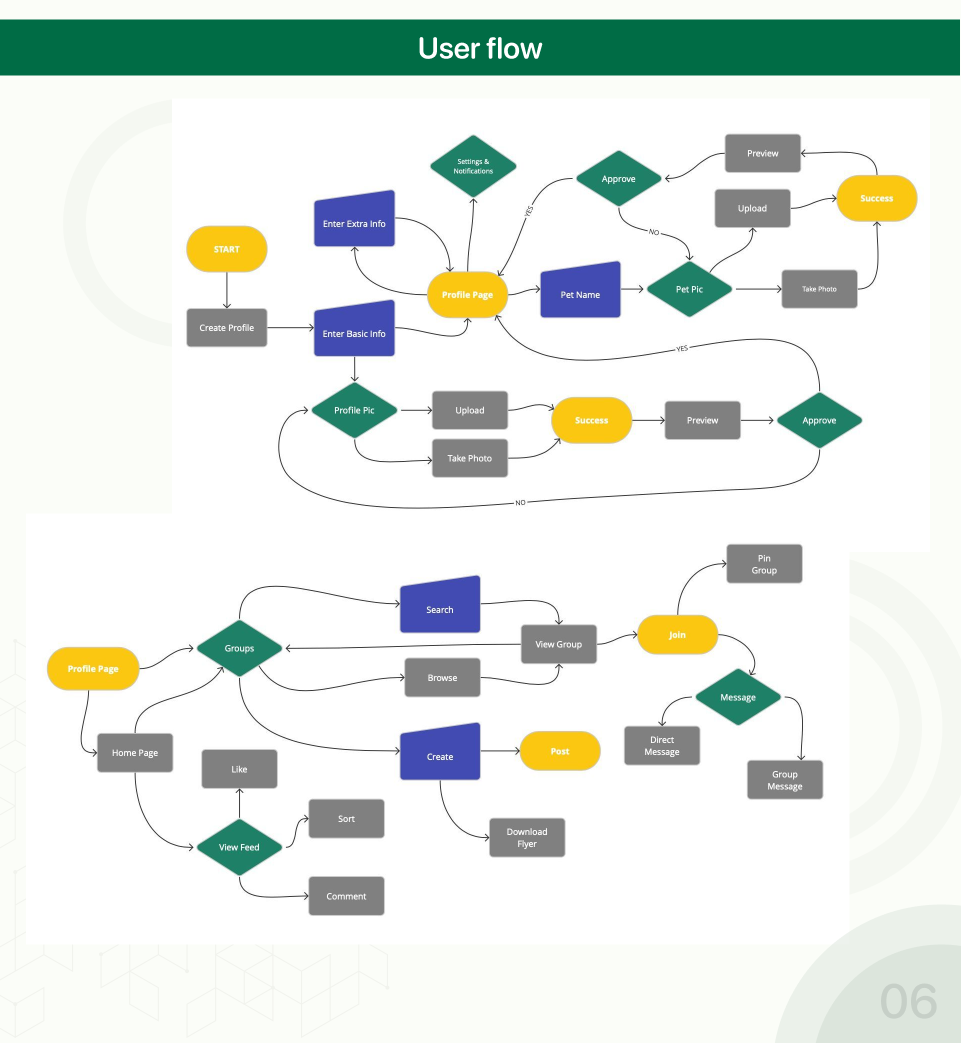 User flow
Settings &
Notifications
Approve
Preview
Success
Upload
Enter Extra Info
YES
NO
START
Profile Page
Pet Name
Pet Pic
Take Photo
Create Profile
Enter Basic Info
YES
Profile Pic
Upload
Success
Preview
Approve
Take Photo
NO
Pin
Group
Search
Join
Groups
View Group
Profile Page
Browse
Message
Direct
Message
Home Page
Create
Post
Like
Group
Message
Sort
Download
Flyer
View Feed
Comment
06